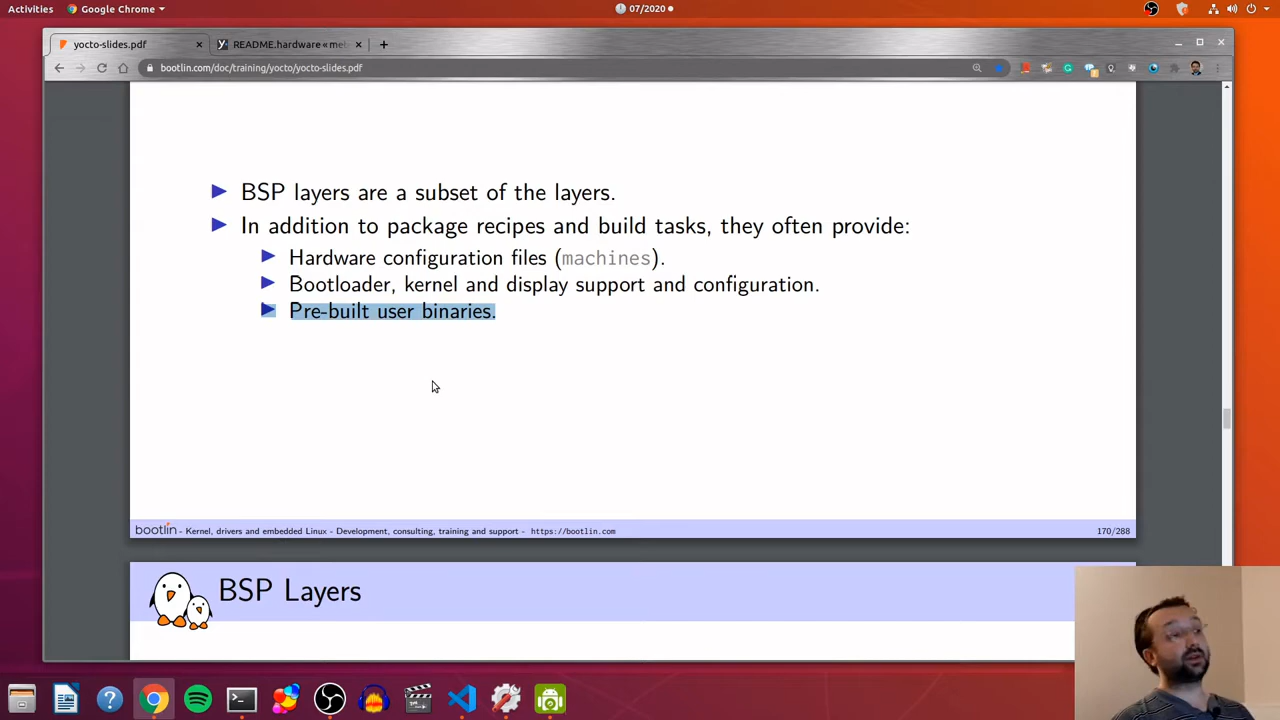 Activities
Google Chrome
07/2020
yocto-slides.pdf
README.hardware « me
bootlin.com/doc/training/yocto/yocto-slides.pdf
BSP layers are a subset of the layers.
In addition to package recipes and build tasks, they often provide:
Hardware configuration files (machines).
Bootloader, kernel and display support and configuration.
Pre-built user binaries.
bootlin - Kernel, drivers and embedded Linux - Development, consulting, training and support - https://bootlin.com
170/288
BSP Layers